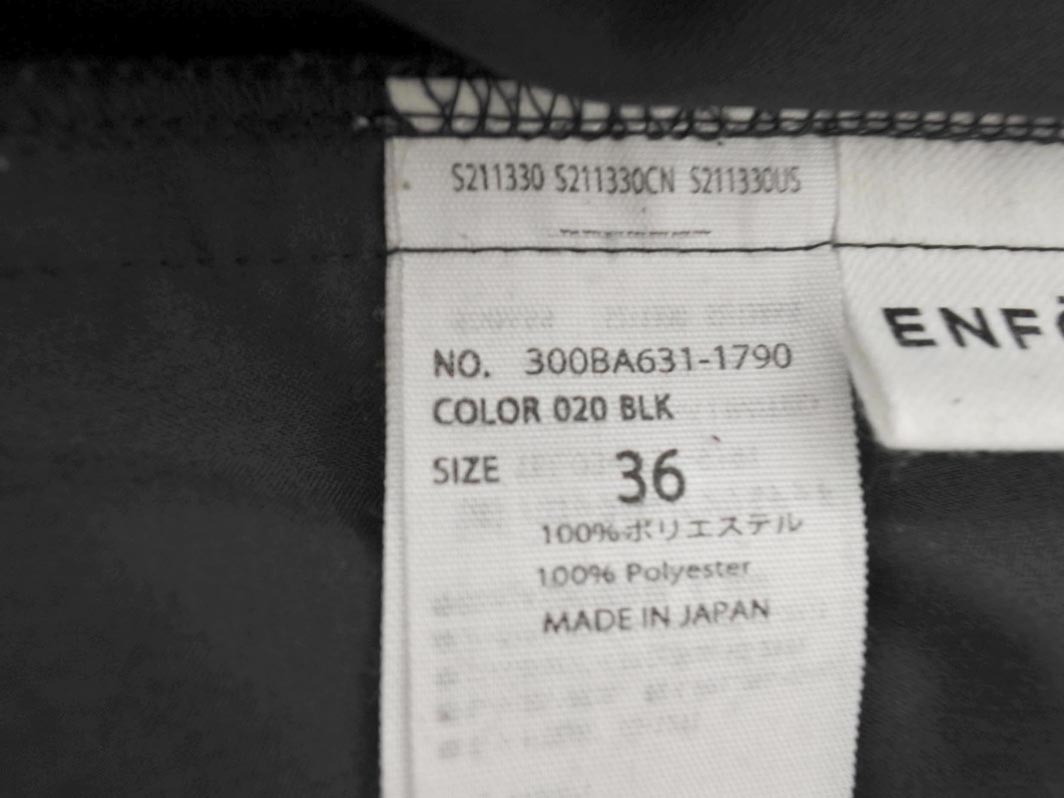 S211330 S211330CN S211330US
ENFÖ
NO. 300BA631-1790
COLOR 020 BLK
SIZE 36
100%ポリエステル
100% Polyester
MADE IN JAPAN